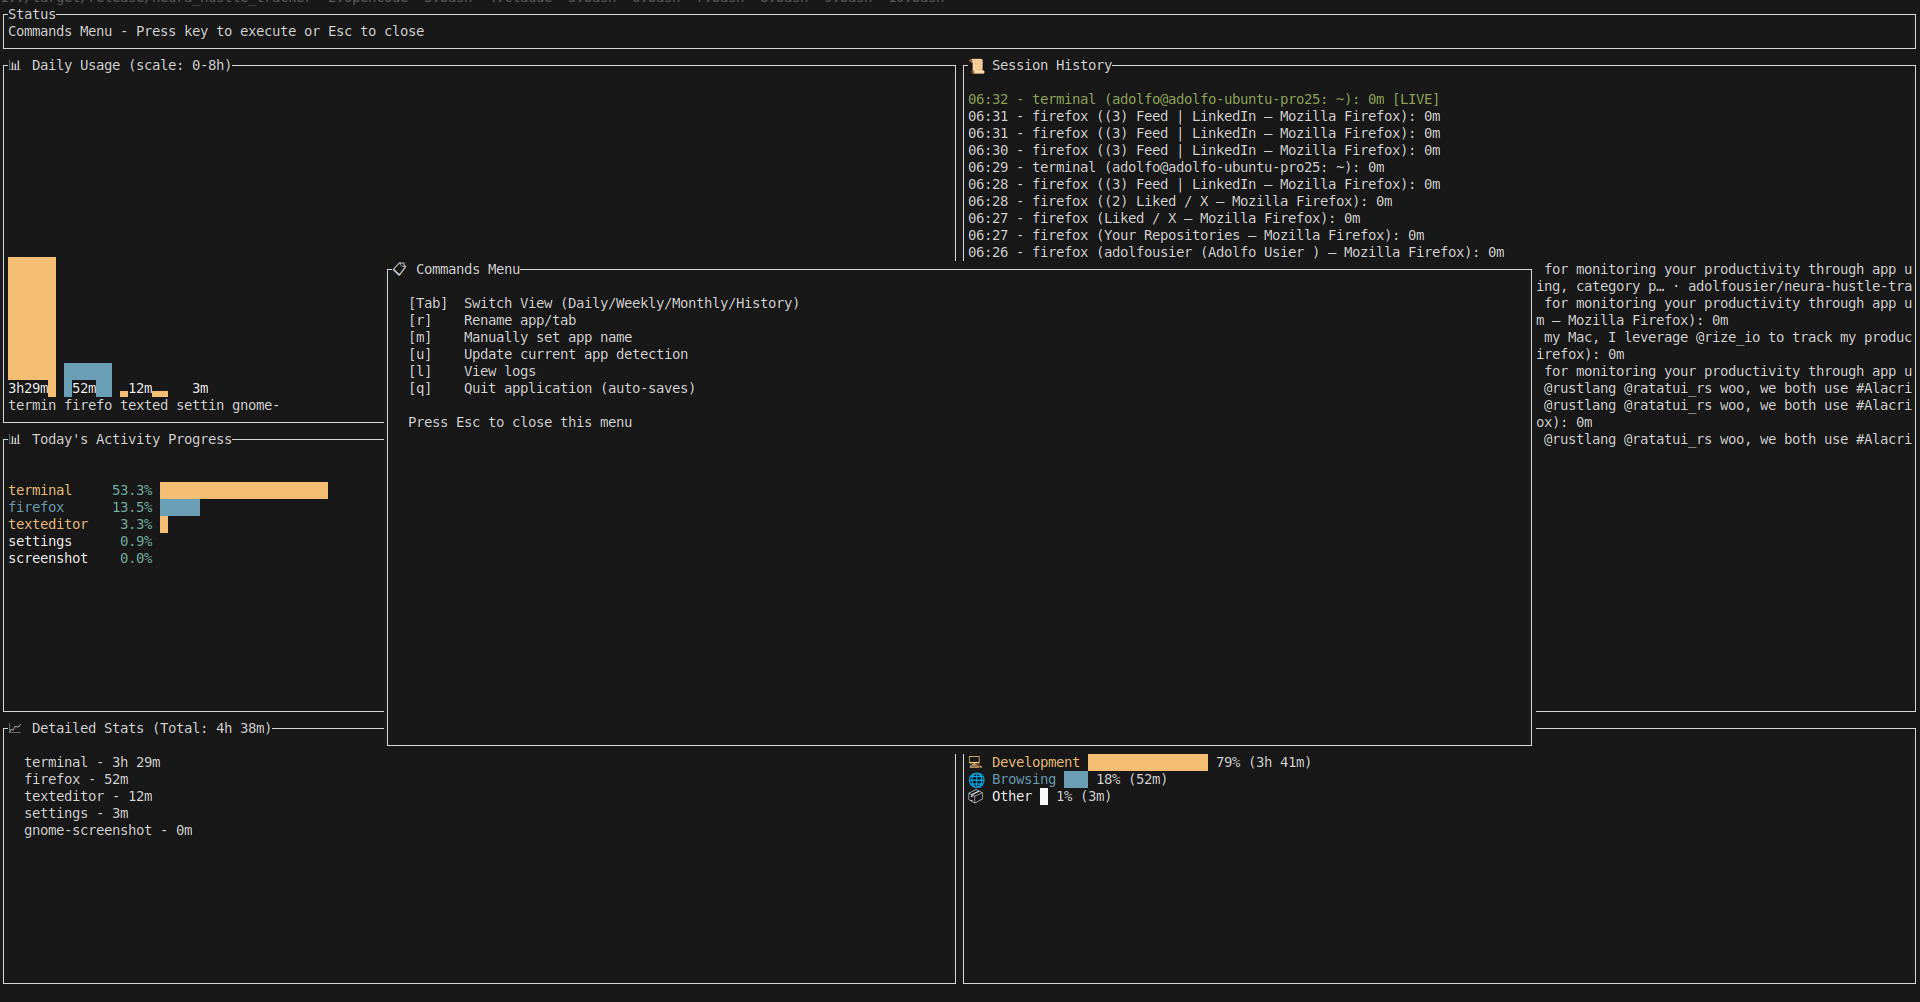 Status
Commands Menu - Press key to execute or Esc to close
Daily Usage (scale: 0-8h)
3h29m 52m 12m 3m
termin firefo texted settin gnome-
Session History
06:32 - terminal (adolfo@adolfo-ubuntu-pro25: ~): 0m [LIVE]
06:31 - firefox ((3) Feed | LinkedIn — Mozilla Firefox): 0m
06:31 - firefox ((3) Feed | LinkedIn — Mozilla Firefox): 0m
06:30 - firefox ((3) Feed | LinkedIn — Mozilla Firefox): 0m
06:29 - terminal (adolfo@adolfo-ubuntu-pro25: ~): 0m
06:28 - firefox ((3) Feed | LinkedIn — Mozilla Firefox): 0m
06:28 - firefox ((2) Liked / X — Mozilla Firefox): 0m
06:27 - firefox (Liked / X — Mozilla Firefox): 0m
06:27 - firefox (Your Repositories — Mozilla Firefox): 0m
06:26 - firefox (adolfousier (Adolfo Usier ) — Mozilla Firefox): 0m
for monitoring your productivity through app u
ing, category p… · adolfousier/neura-hustle-tra
for monitoring your productivity through app u
m — Mozilla Firefox): 0m
my Mac, I leverage @rize_io to track my produc
irefox): 0m
for monitoring your productivity through app u
@rustlang @ratatui_rs woo, we both use #Alacri
@rustlang @ratatui_rs woo, we both use #Alacri
ox): 0m
@rustlang @ratatui_rs woo, we both use #Alacri
Commands Menu
[Tab] Switch View (Daily/Weekly/Monthly/History)
[r] Rename app/tab
[m] Manually set app name
[u] Update current app detection
[l] View logs
[q] Quit application (auto-saves)
Press Esc to close this menu
Today's Activity Progress
terminal 53.3%
firefox 13.5%
texteditor 3.3%
settings 0.9%
screenshot 0.0%
Detailed Stats (Total: 4h 38m)
terminal - 3h 29m
firefox - 52m
texteditor - 12m
settings - 3m
gnome-screenshot - 0m
Development 79% (3h 41m)
Browsing 18% (52m)
Other 1% (3m)